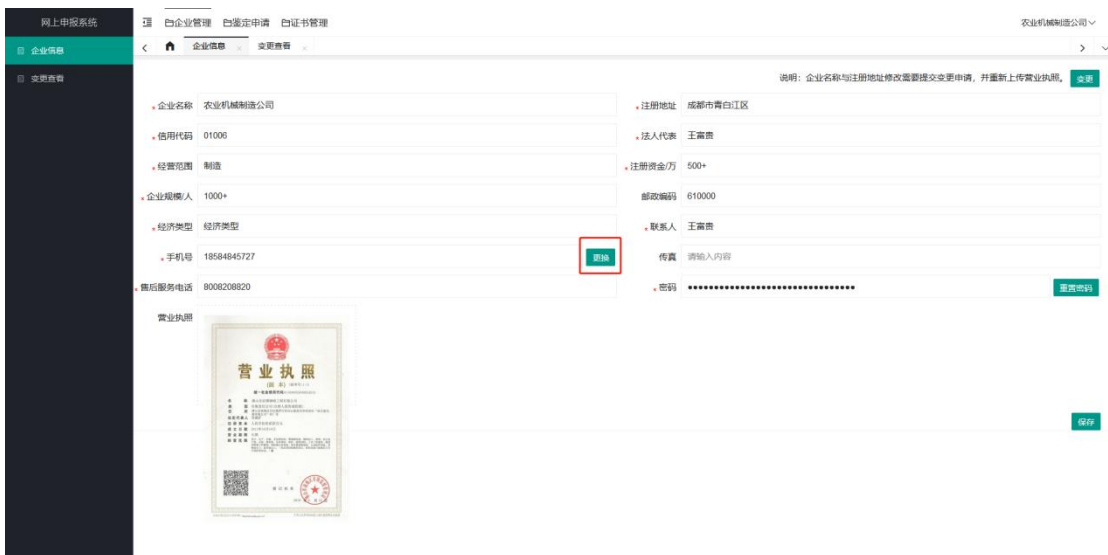 网上申报系统
企业管理 鉴定申请 证书管理
农业机械制造公司
企业信息
变更查看
企业信息 变更查看
说明：企业名称与注册地址修改需要提交变更申请，并重新上传营业执照。 变更
*企业名称 农业机械制造公司
*注册地址 成都市青白江区
*信用代码 01006
*法人代表 王富贵
*经营范围 制造
*注册资金/万 500+
*企业规模/人 1000+
邮政编码 610000
*经济类型 经济类型
*联系人 王富贵
*手机号 18584845727 更换
传真 请输入内容
*售后服务电话 8008208820
*密码 •••••••••••••••••••••••••••••••• 重置密码
营业执照
营业执照
(副 本)
保存